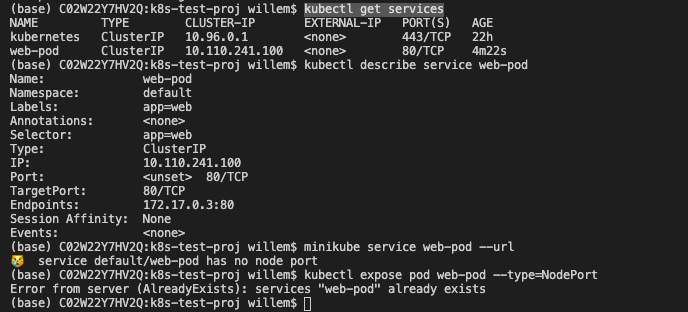 (base) C02W22Y7HV2Q:k8s-test-proj willem$ kubectl get services
NAME         TYPE        CLUSTER-IP       EXTERNAL-IP   PORT(S)   AGE
kubernetes   ClusterIP   10.96.0.1        <none>        443/TCP   22h
web-pod      ClusterIP   10.110.241.100   <none>        80/TCP    4m22s
(base) C02W22Y7HV2Q:k8s-test-proj willem$ kubectl describe service web-pod
Name:              web-pod
Namespace:         default
Labels:            app=web
Annotations:       <none>
Selector:          app=web
Type:              ClusterIP
IP:                10.110.241.100
Port:              <unset>  80/TCP
TargetPort:        80/TCP
Endpoints:         172.17.0.3:80
Session Affinity:  None
Events:            <none>
(base) C02W22Y7HV2Q:k8s-test-proj willem$ minikube service web-pod --url
😿  service default/web-pod has no node port
(base) C02W22Y7HV2Q:k8s-test-proj willem$ kubectl expose pod web-pod --type=NodePort
Error from server (AlreadyExists): services "web-pod" already exists
(base) C02W22Y7HV2Q:k8s-test-proj willem$